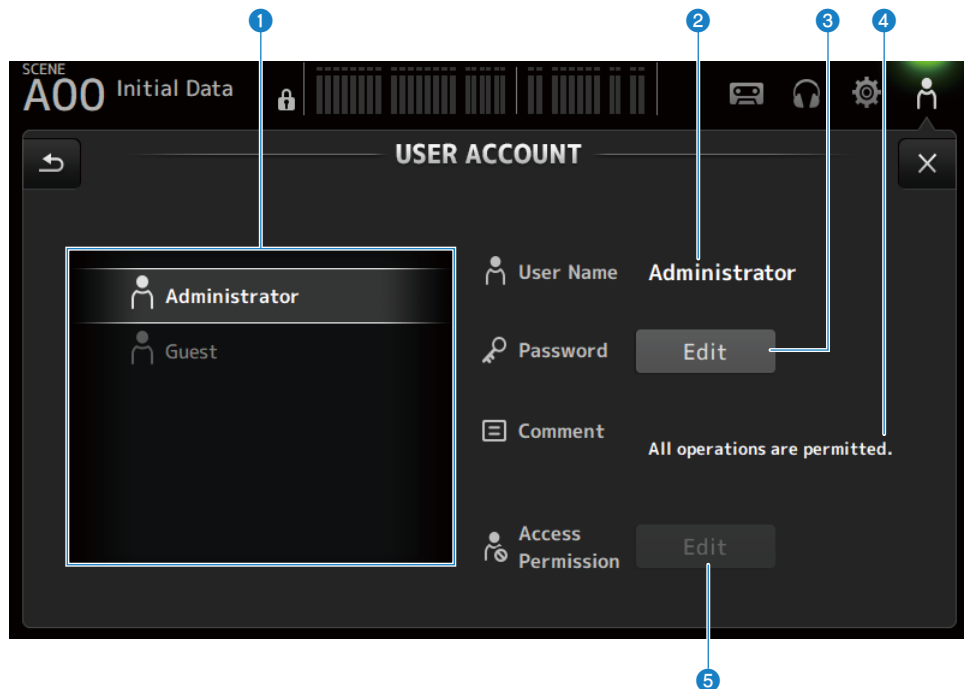 1 2 3 4
SCENE
A00 Initial Data
USER ACCOUNT
Administrator
Guest
User Name Administrator
Password Edit
Comment
All operations are permitted.
Access
Permission
Edit
5